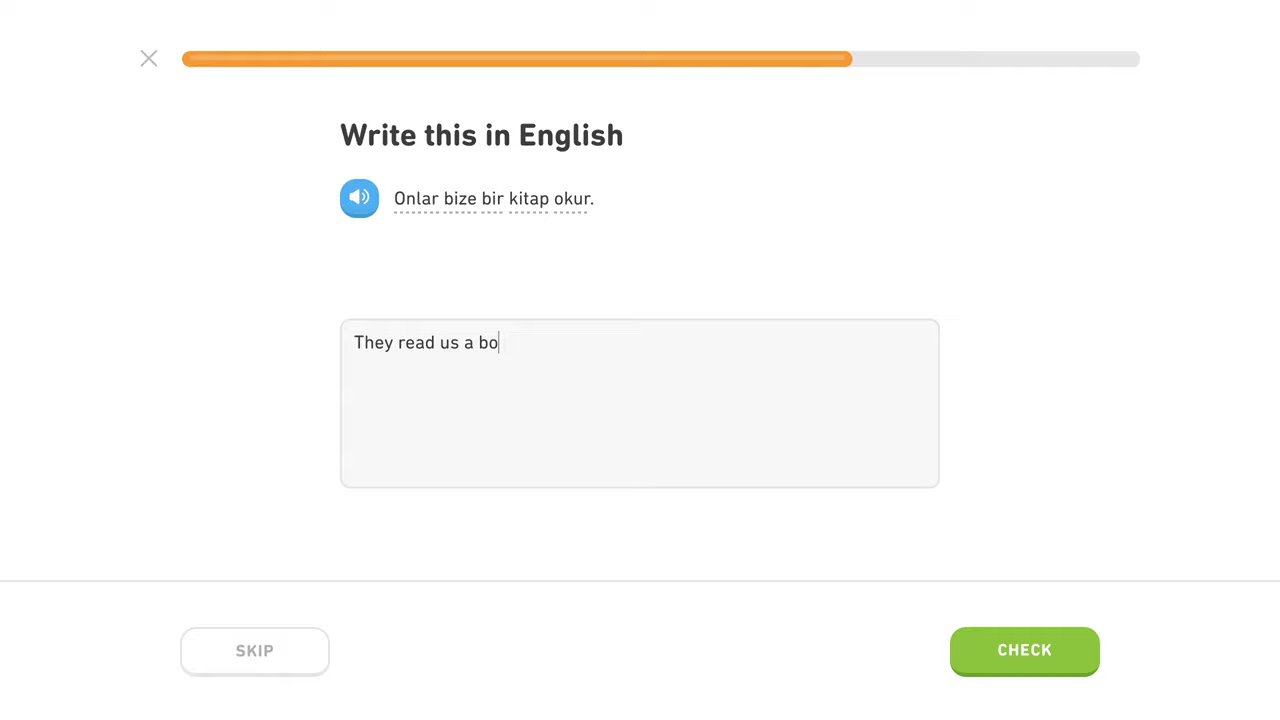 Write this in English
Onlar bize bir kitap okur.
They read us a bo
SKIP
CHECK